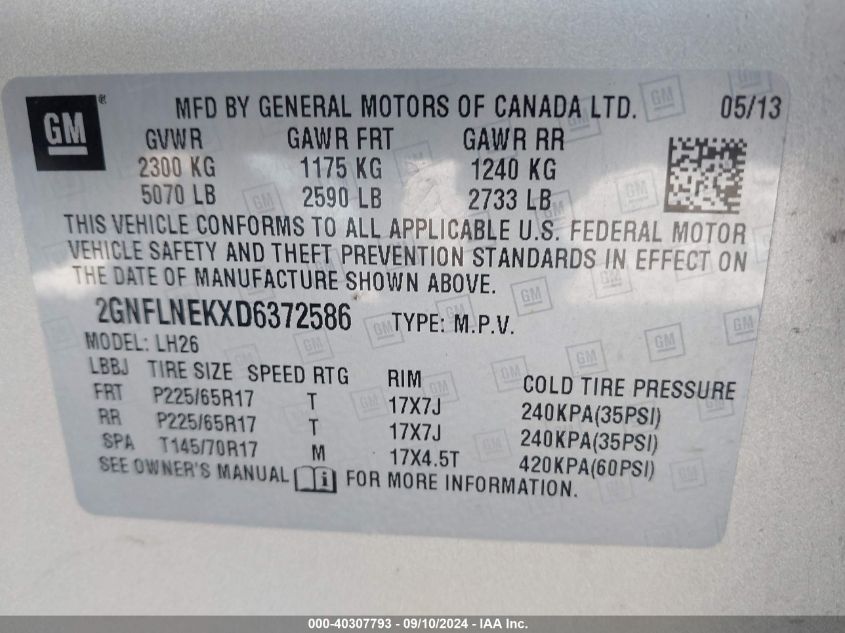 GM ® MFD BY GENERAL MOTORS OF CANADA LTD. 05/13
GVWR GAWR FRT GAWR RR
2300 KG 1175 KG 1240 KG
5070 LB 2590 LB 2733 LB
THIS VEHICLE CONFORMS TO ALL APPLICABLE U.S. FEDERAL MOTOR
VEHICLE SAFETY AND THEFT PREVENTION STANDARDS IN EFFECT ON
THE DATE OF MANUFACTURE SHOWN ABOVE.
2GNFLNEKXD6372586 TYPE: M.P.V.
MODEL: LH26
LBBJ TIRE SIZE SPEED RTG RIM COLD TIRE PRESSURE
FRT P225/65R17 T 17X7J 240KPA(35PSI)
RR P225/65R17 T 17X7J 240KPA(35PSI)
SPA T145/70R17 M 17X4.5T 420KPA(60PSI)
SEE OWNER'S MANUAL i FOR MORE INFORMATION.
000-40307793 - 09/10/2024 - IAA Inc.